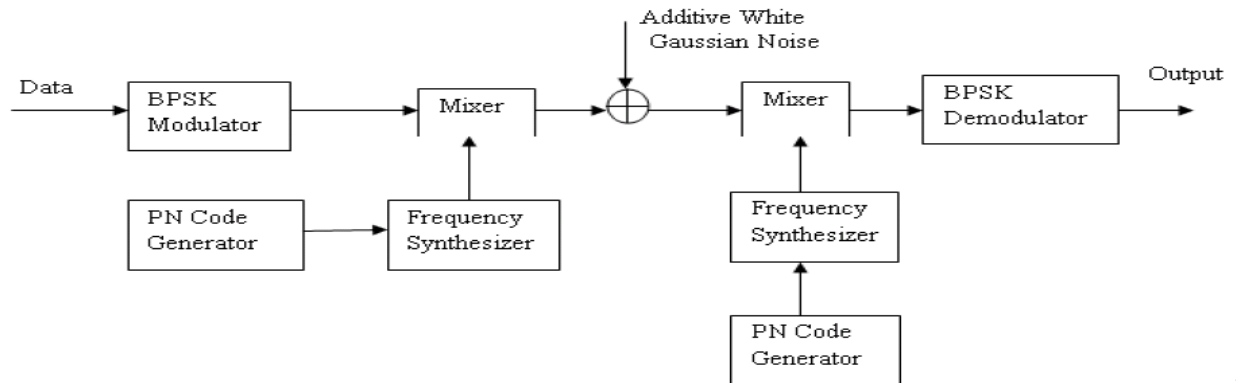 Additive White
Gaussian Noise
Data
BPSK
Modulator
Mixer
Mixer
BPSK
Demodulator
Output
PN Code
Generator
Frequency
Synthesizer
Frequency
Synthesizer
PN Code
Generator